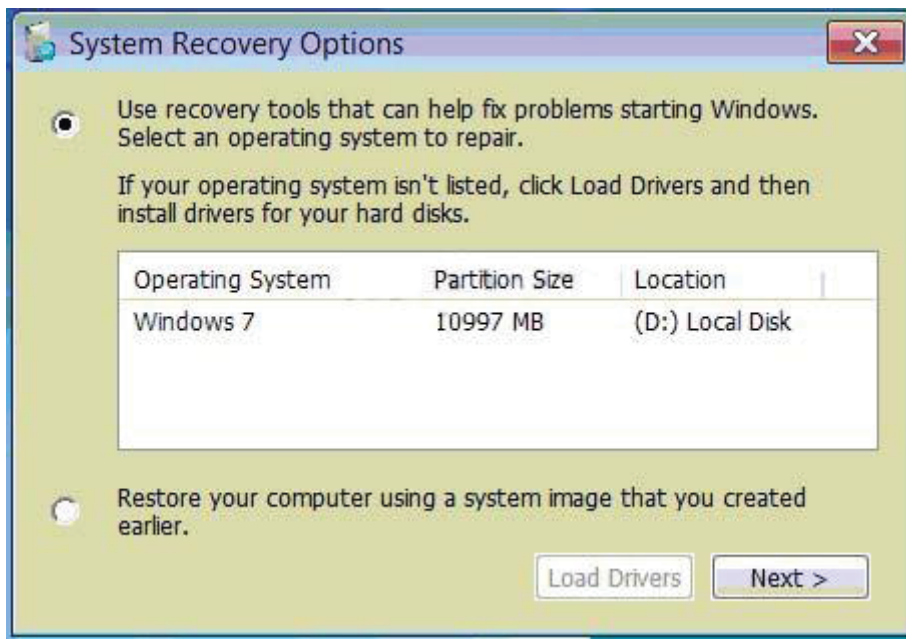 System Recovery Options
Use recovery tools that can help fix problems starting Windows.
Select an operating system to repair.
If your operating system isn't listed, click Load Drivers and then
install drivers for your hard disks.
Operating System Partition Size Location
Windows 7 10997 MB (D:) Local Disk
Restore your computer using a system image that you created
earlier.
Load Drivers Next >